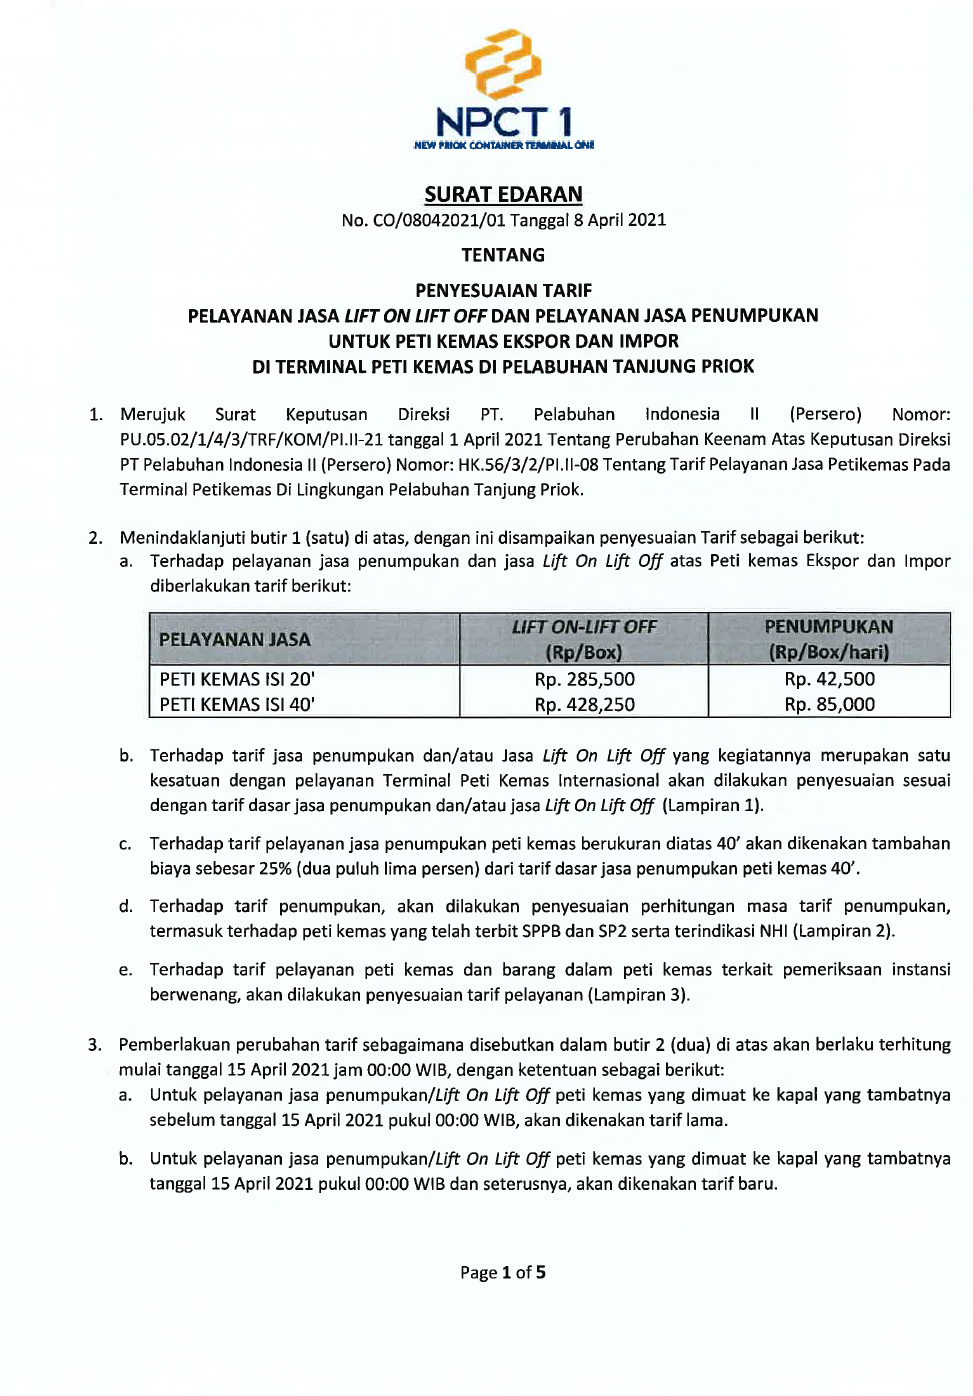 NPCT 1
NEW PRIOK CONTAINER TERMINAL ONE
SURAT EDARAN
No. CO/08042021/01 Tanggal 8 April 2021
TENTANG
PENYESUAIAN TARIF
PELAYANAN JASA LIFT ON LIFT OFF DAN PELAYANAN JASA PENUMPUKAN
UNTUK PETI KEMAS EKSPOR DAN IMPOR
DI TERMINAL PETI KEMAS DI PELABUHAN TANJUNG PRIOK
1. Merujuk Surat Keputusan Direksi PT. Pelabuhan Indonesia II (Persero) Nomor:
PU.05.02/1/4/3/TRF/KOM/PI.II-21 tanggal 1 April 2021 Tentang Perubahan Keenam Atas Keputusan Direksi
PT Pelabuhan Indonesia II (Persero) Nomor: HK.56/3/2/PI.II-08 Tentang Tarif Pelayanan Jasa Petikemas Pada
Terminal Petikemas Di Lingkungan Pelabuhan Tanjung Priok.
2. Menindaklanjuti butir 1 (satu) di atas, dengan ini disampaikan penyesuaian Tarif sebagai berikut:
a. Terhadap pelayanan jasa penumpukan dan jasa Lift On Lift Off atas Peti kemas Ekspor dan Impor
diberlakukan tarif berikut:
PELAYANAN JASA LIFT ON-LIFT OFF (Rp/Box) PENUMPUKAN (Rp/Box/hari)
PETI KEMAS ISI 20' Rp. 285,500 Rp. 42,500
PETI KEMAS ISI 40' Rp. 428,250 Rp. 85,000
b. Terhadap tarif jasa penumpukan dan/atau Jasa Lift On Lift Off yang kegiatannya merupakan satu
kesatuan dengan pelayanan Terminal Peti Kemas Internasional akan dilakukan penyesuaian sesuai
dengan tarif dasar jasa penumpukan dan/atau jasa Lift On Lift Off (Lampiran 1).
c. Terhadap tarif pelayanan jasa penumpukan peti kemas berukuran diatas 40' akan dikenakan tambahan
biaya sebesar 25% (dua puluh lima persen) dari tarif dasar jasa penumpukan peti kemas 40'.
d. Terhadap tarif penumpukan, akan dilakukan penyesuaian perhitungan masa tarif penumpukan,
termasuk terhadap peti kemas yang telah terbit SPPB dan SP2 serta terindikasi NHI (Lampiran 2).
e. Terhadap tarif pelayanan peti kemas dan barang dalam peti kemas terkait pemeriksaan instansi
berwenang, akan dilakukan penyesuaian tarif pelayanan (Lampiran 3).
3. Pemberlakuan perubahan tarif sebagaimana disebutkan dalam butir 2 (dua) di atas akan berlaku terhitung
mulai tanggal 15 April 2021 jam 00:00 WIB, dengan ketentuan sebagai berikut:
a. Untuk pelayanan jasa penumpukan/Lift On Lift Off peti kemas yang dimuat ke kapal yang tambatnya
sebelum tanggal 15 April 2021 pukul 00:00 WIB, akan dikenakan tarif lama.
b. Untuk pelayanan jasa penumpukan/Lift On Lift Off peti kemas yang dimuat ke kapal yang tambatnya
tanggal 15 April 2021 pukul 00:00 WIB dan seterusnya, akan dikenakan tarif baru.
Page 1 of 5